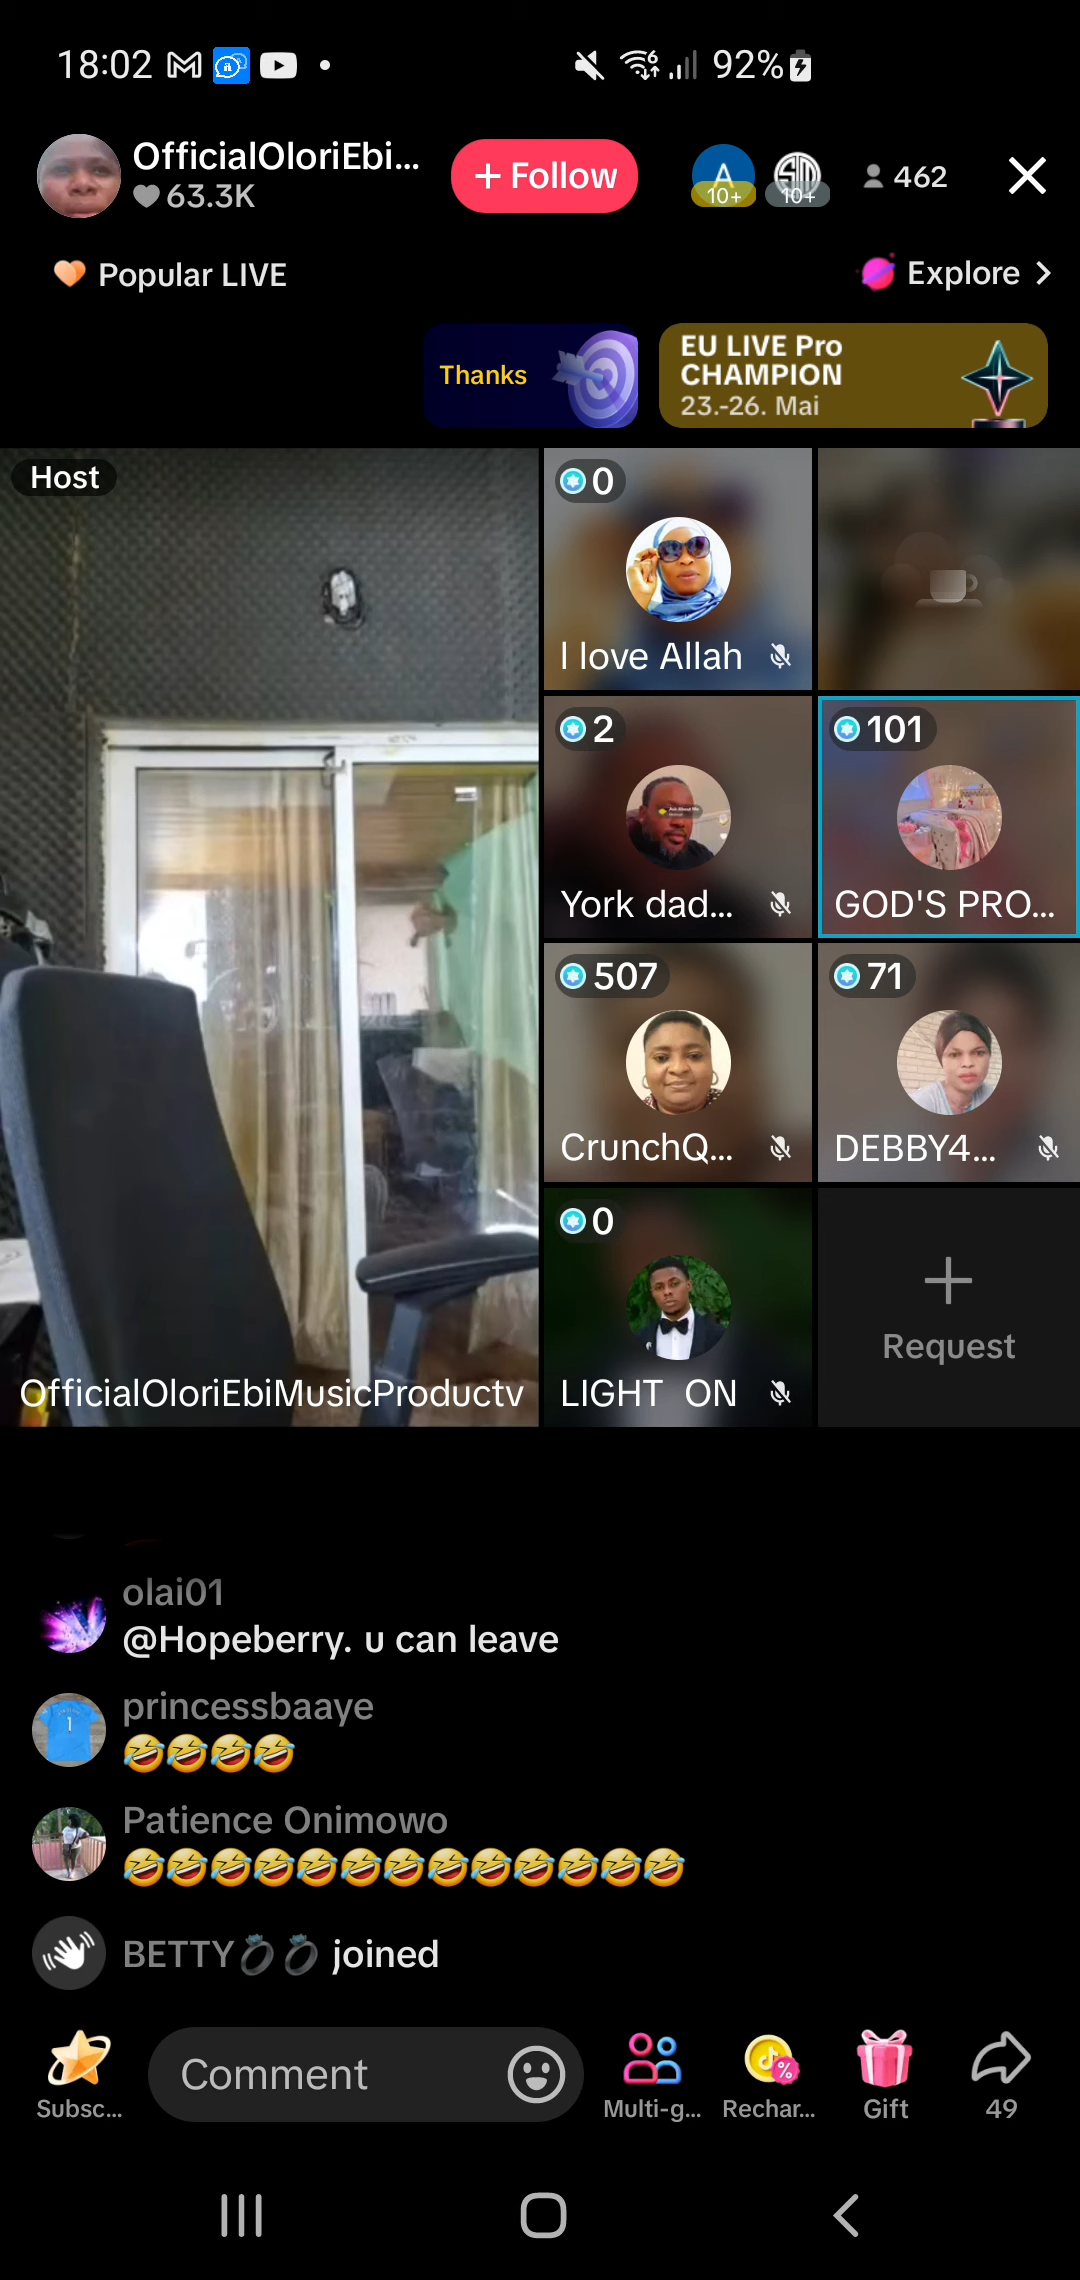 18:02
92%
OfficialOloriEbi...
63.3K
+ Follow
A
10+
10+
462
Popular LIVE
Explore
Thanks
EU LIVE Pro
CHAMPION
23.-26. Mai
Host
0
I love Allah
2
York dad...
101
GOD'S PRO...
507
CrunchQ...
71
DEBBY4...
0
LIGHT ON
Request
OfficialOloriEbiMusicProductv
olai01
@Hopeberry. u can leave
princessbaaye
🤣🤣🤣🤣
Patience Onimowo
🤣🤣🤣🤣🤣🤣🤣🤣🤣🤣🤣🤣🤣
BETTY💍💍 joined
Subsc...
Comment
Multi-g...
Rechar...
Gift
49